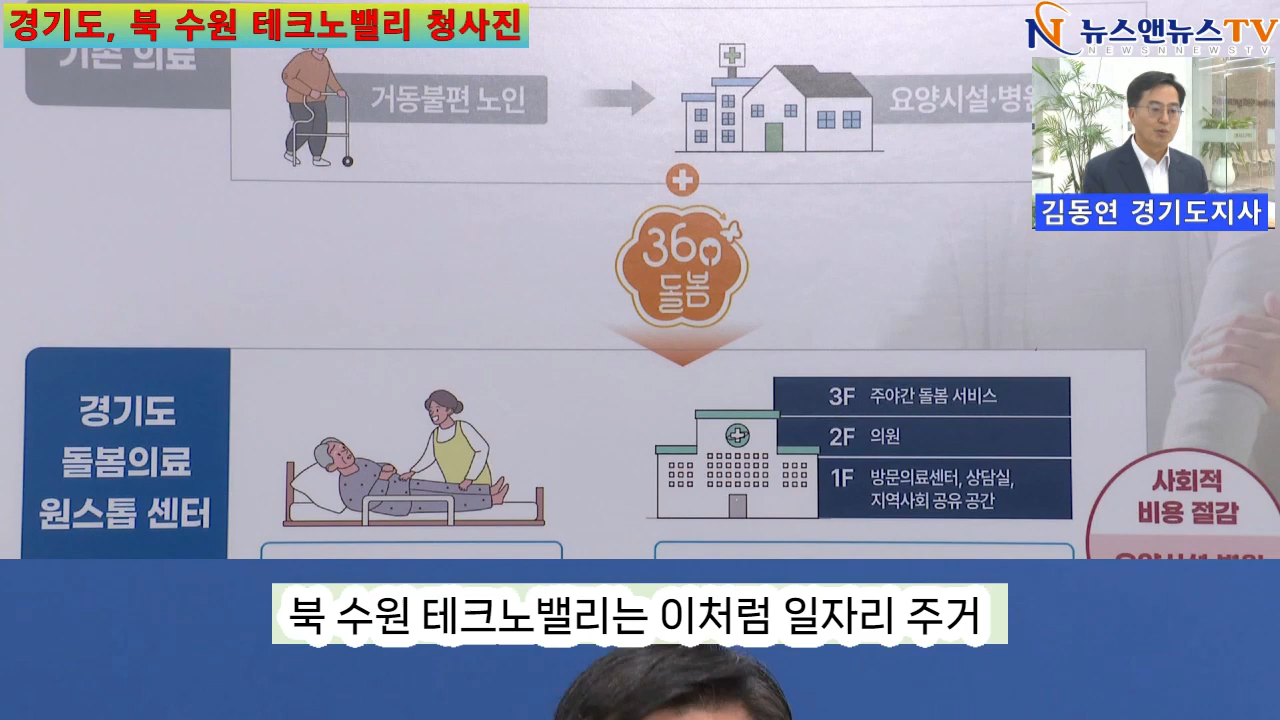 경기도, 북 수원 테크노밸리 청사진
뉴스앤뉴스TV
NEWSNNEWSTV
기존 의료
거동불편 노인
요양시설·병원
김동연 경기도지사
360
돌봄
경기도
돌봄의료
원스톱 센터
3F 주야간 돌봄 서비스
2F 의원
1F 방문의료센터, 상담실,
지역사회 공유 공간
사회적
비용 절감
북 수원 테크노밸리는 이처럼 일자리 주거